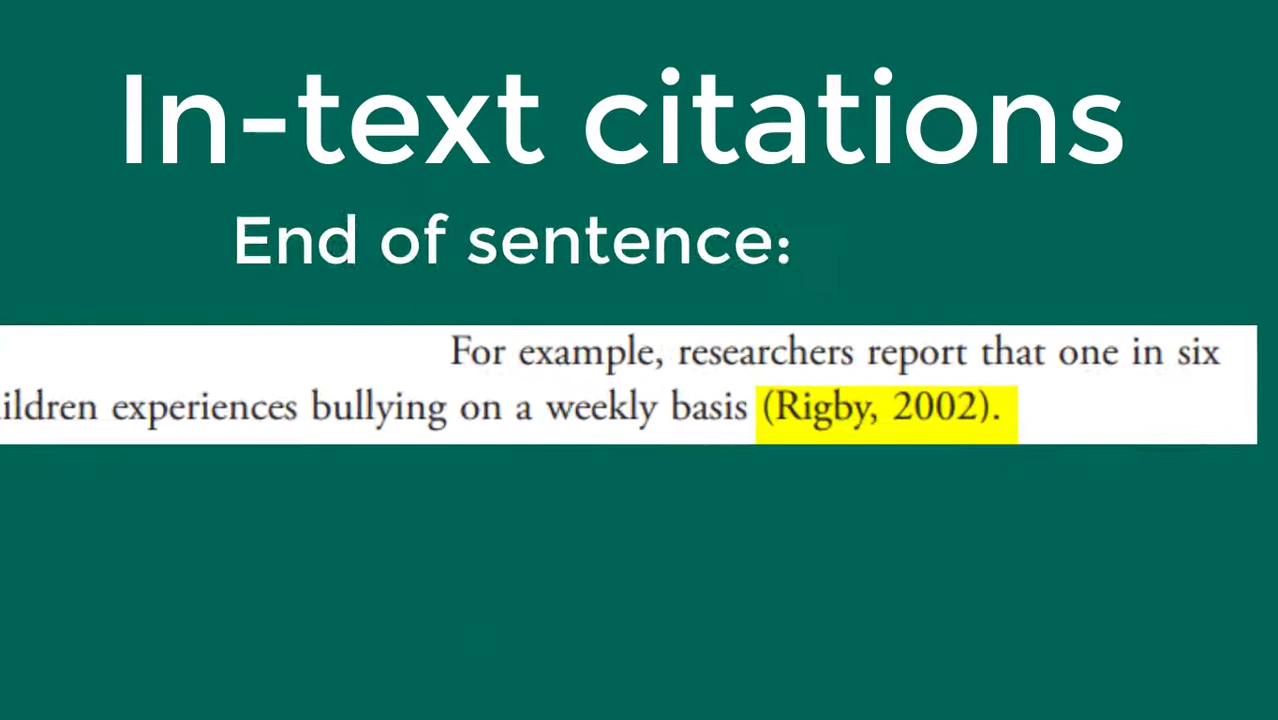 In-text citations
End of sentence:
For example, researchers report that one in six
ildren experiences bullying on a weekly basis (Rigby, 2002).